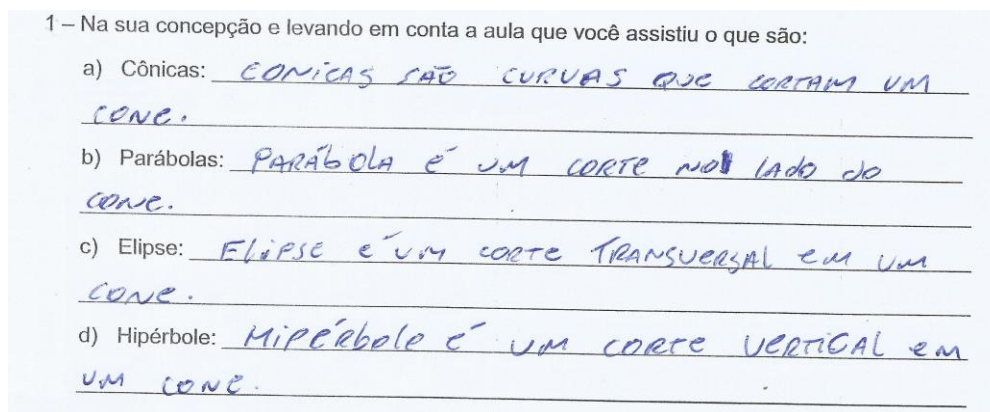 1 – Na sua concepção e levando em conta a aula que você assistiu o que são:
a) Cônicas: CONICAS SÃO CURVAS QUE CORTAM UM
CONE.
b) Parábolas: PARÁBOLA É UM CORTE NO LADO DO
CONE.
c) Elipse: ELIPSE É UM CORTE TRANSVERSAL EM UM
CONE.
d) Hipérbole: HIPÉRBOLE É UM CORTE VERTICAL EM
UM CONE.